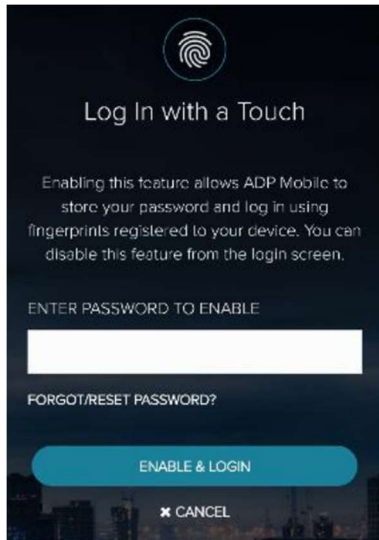 Log In with a Touch
Enabling this feature allows ADP Mobile to
store your password and log in using
fingerprints registered to your device. You can
disable this feature from the login screen.
ENTER PASSWORD TO ENABLE
FORGOT/RESET PASSWORD?
ENABLE & LOGIN
✖ CANCEL